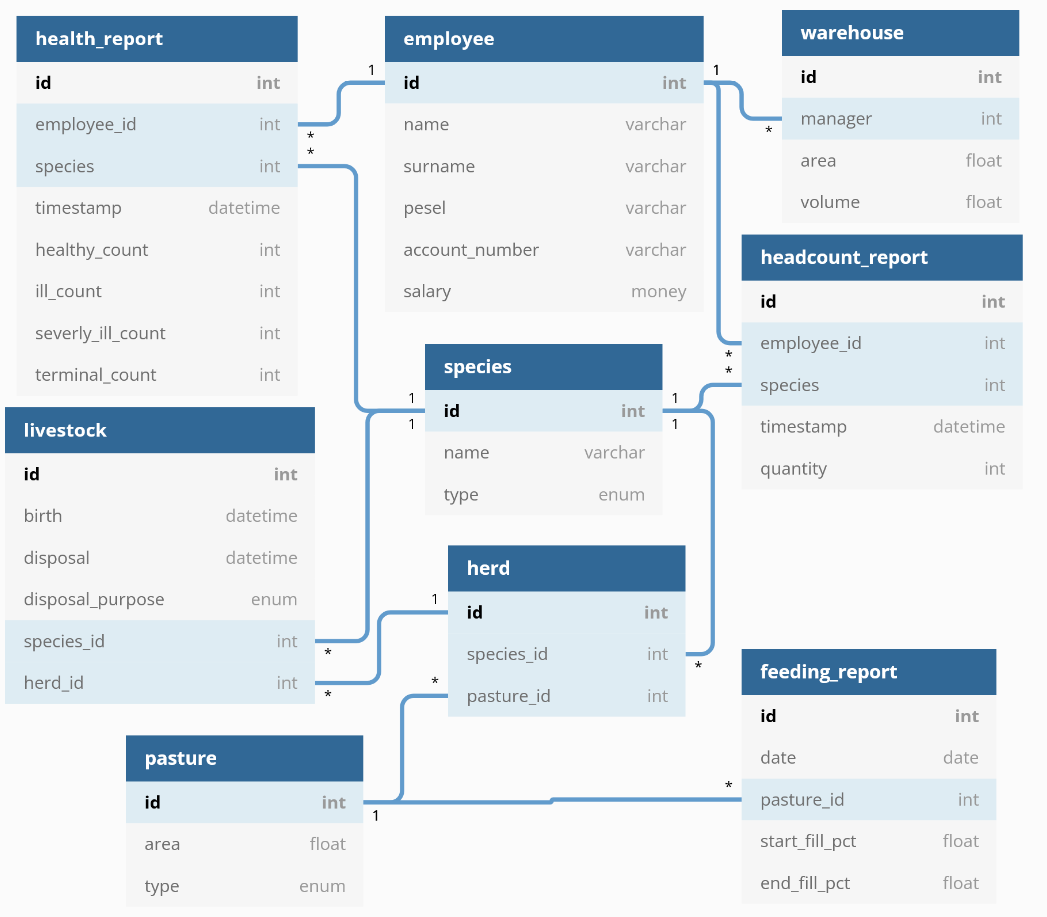 health_report
id int
employee_id int
species int
timestamp datetime
healthy_count int
ill_count int
severly_ill_count int
terminal_count int
employee
id int
name varchar
surname varchar
pesel varchar
account_number varchar
salary money
warehouse
id int
manager int
area float
volume float
headcount_report
id int
employee_id int
species int
timestamp datetime
quantity int
species
id int
name varchar
type enum
livestock
id int
birth datetime
disposal datetime
disposal_purpose enum
species_id int
herd_id int
herd
id int
species_id int
pasture_id int
feeding_report
id int
date date
pasture_id int
start_fill_pct float
end_fill_pct float
pasture
id int
area float
type enum
1
*
*
1
*
*
*
1
1
1
1
*
1
*
*
*
1
*